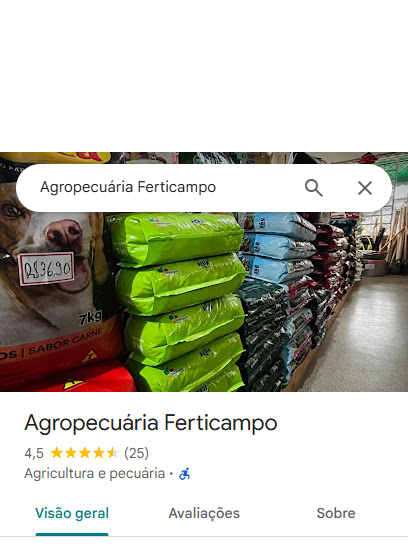 Agropecuária Ferticampo
R$36,90
7kg
OS | SABOR CARNE
Agropecuária Ferticampo
4,5 (25)
Agricultura e pecuária ·
Visão geral
Avaliações
Sobre